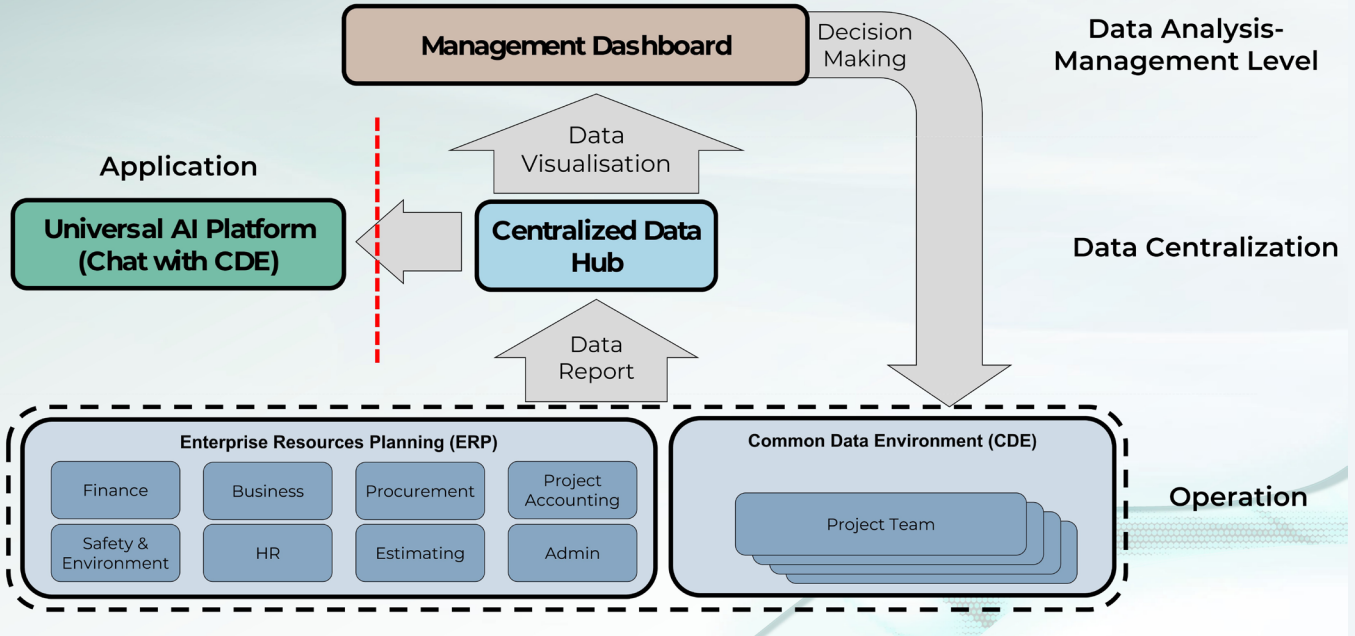 Management Dashboard
Decision
Making
Data Analysis-
Management Level
Data
Visualisation
Application
Universal AI Platform
(Chat with CDE)
Centralized Data
Hub
Data Centralization
Data
Report
Enterprise Resources Planning (ERP)
Finance
Business
Procurement
Project
Accounting
Safety &
Environment
HR
Estimating
Admin
Common Data Environment (CDE)
Project Team
Operation